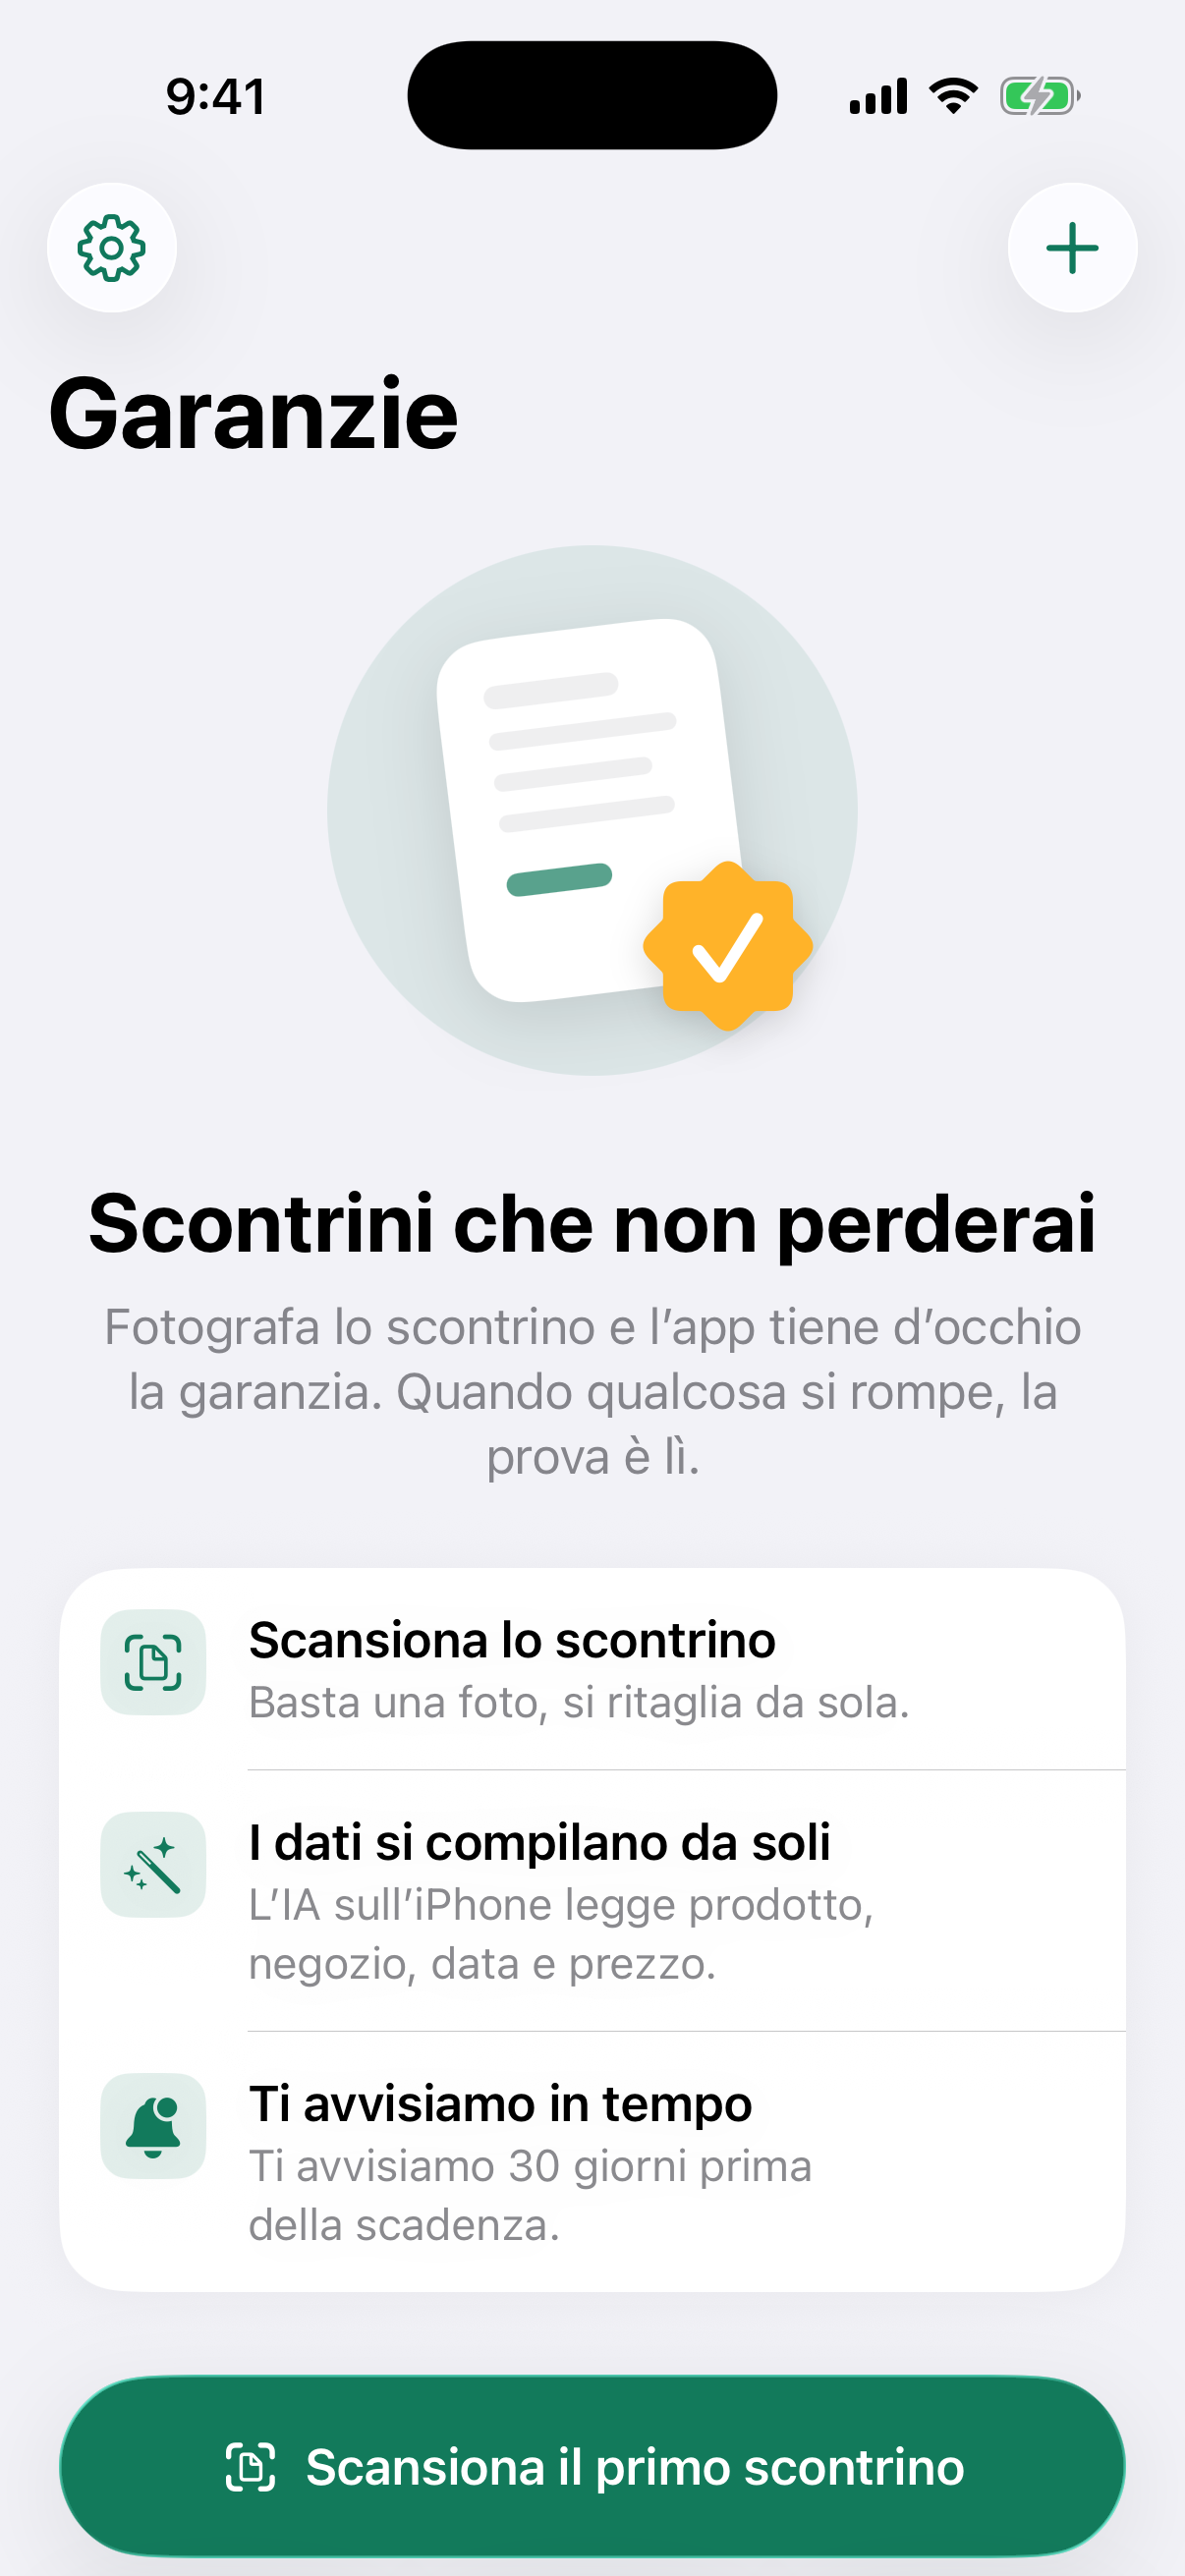 9:41
Garanzie
Scontrini che non perderai
Fotografa lo scontrino e l’app tiene d’occhio
la garanzia. Quando qualcosa si rompe, la
prova è lì.
Scansiona lo scontrino
Basta una foto, si ritaglia da sola.
I dati si compilano da soli
L’IA sull’iPhone legge prodotto,
negozio, data e prezzo.
Ti avvisiamo in tempo
Ti avvisiamo 30 giorni prima
della scadenza.
Scansiona il primo scontrino